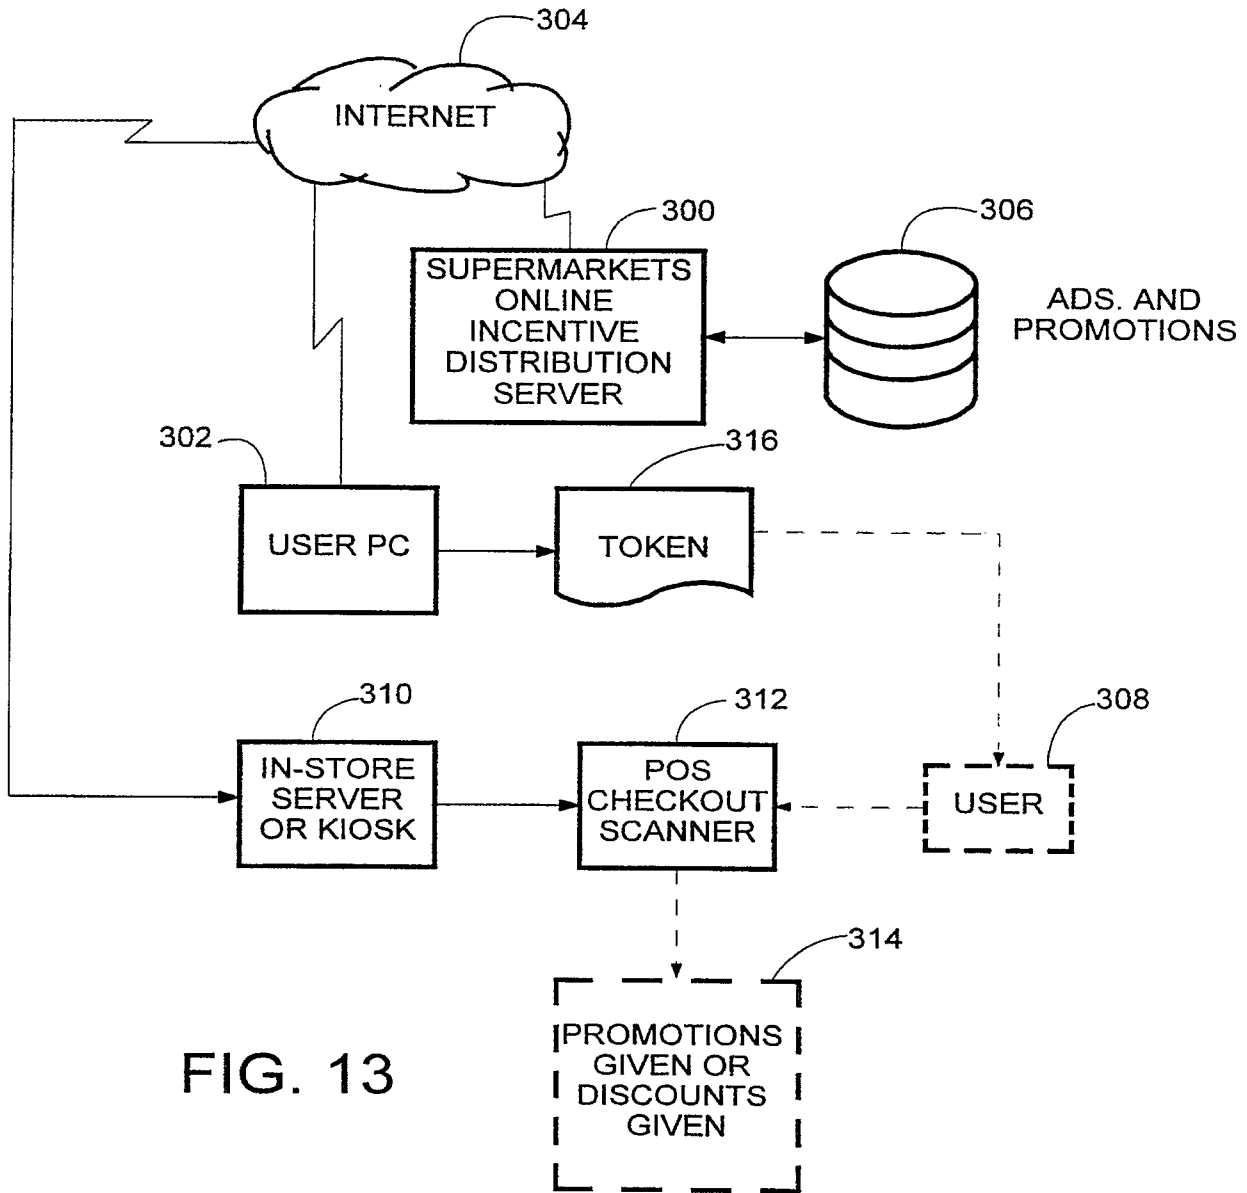 304
INTERNET
300
306
SUPERMARKETS
ONLINE
INCENTIVE
DISTRIBUTION
SERVER
ADS. AND
PROMOTIONS
302
316
USER PC
TOKEN
310
312
308
IN-STORE
SERVER
OR KIOSK
POS
CHECKOUT
SCANNER
USER
314
PROMOTIONS
GIVEN OR
DISCOUNTS
GIVEN
FIG. 13